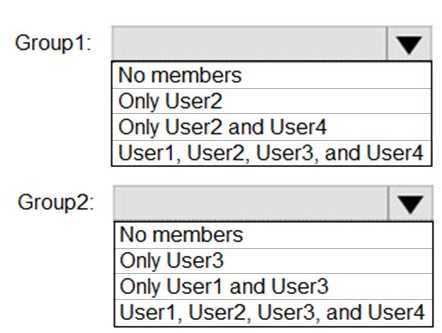 Group1:
No members
Only User2
Only User2 and User4
User1, User2, User3, and User4
Group2:
No members
Only User3
Only User1 and User3
User1, User2, User3, and User4